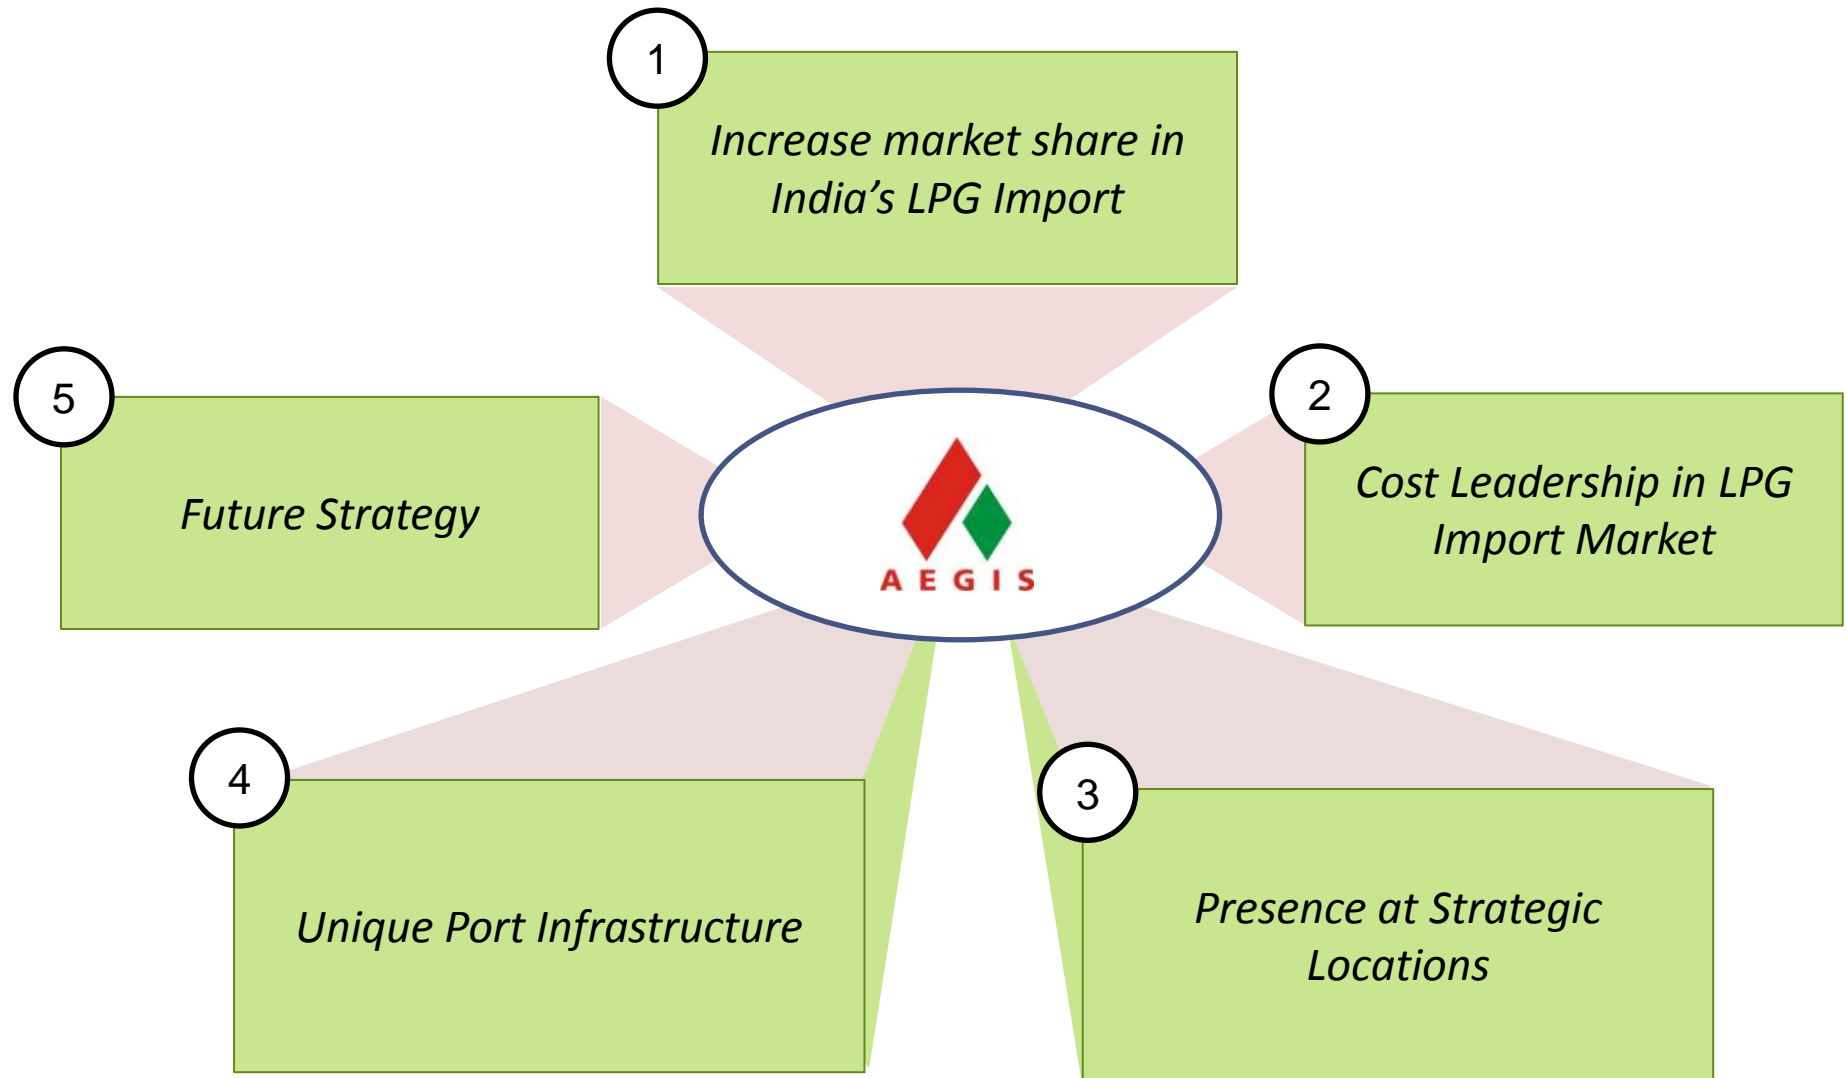 1
Increase market share in
India’s LPG Import
2
Cost Leadership in LPG
Import Market
3
Presence at Strategic
Locations
4
Unique Port Infrastructure
5
Future Strategy
AEGIS